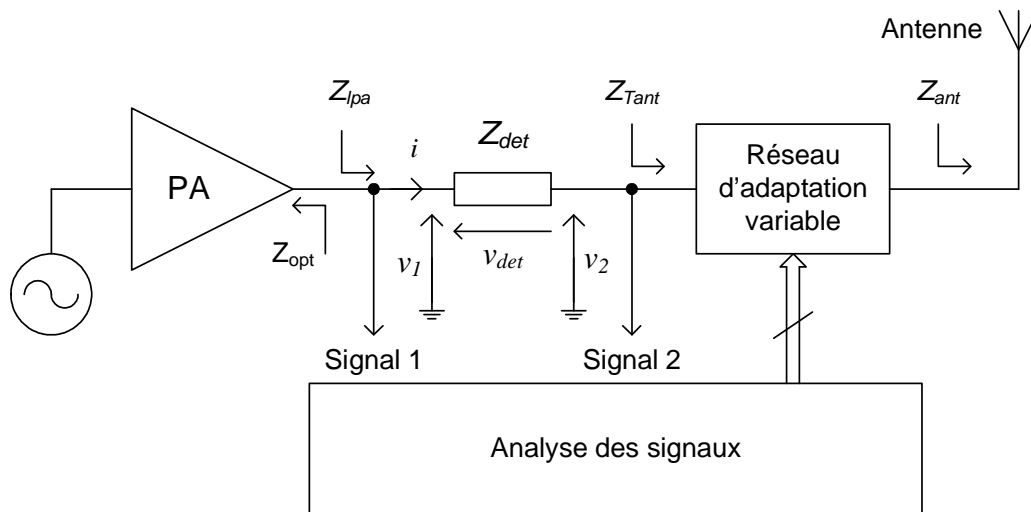 Antenne
Z_lpa
Z_Tant
Z_ant
i
Z_det
PA
Réseau
d'adaptation
variable
Z_opt
v_1
v_det
v_2
Signal 1
Signal 2
Analyse des signaux